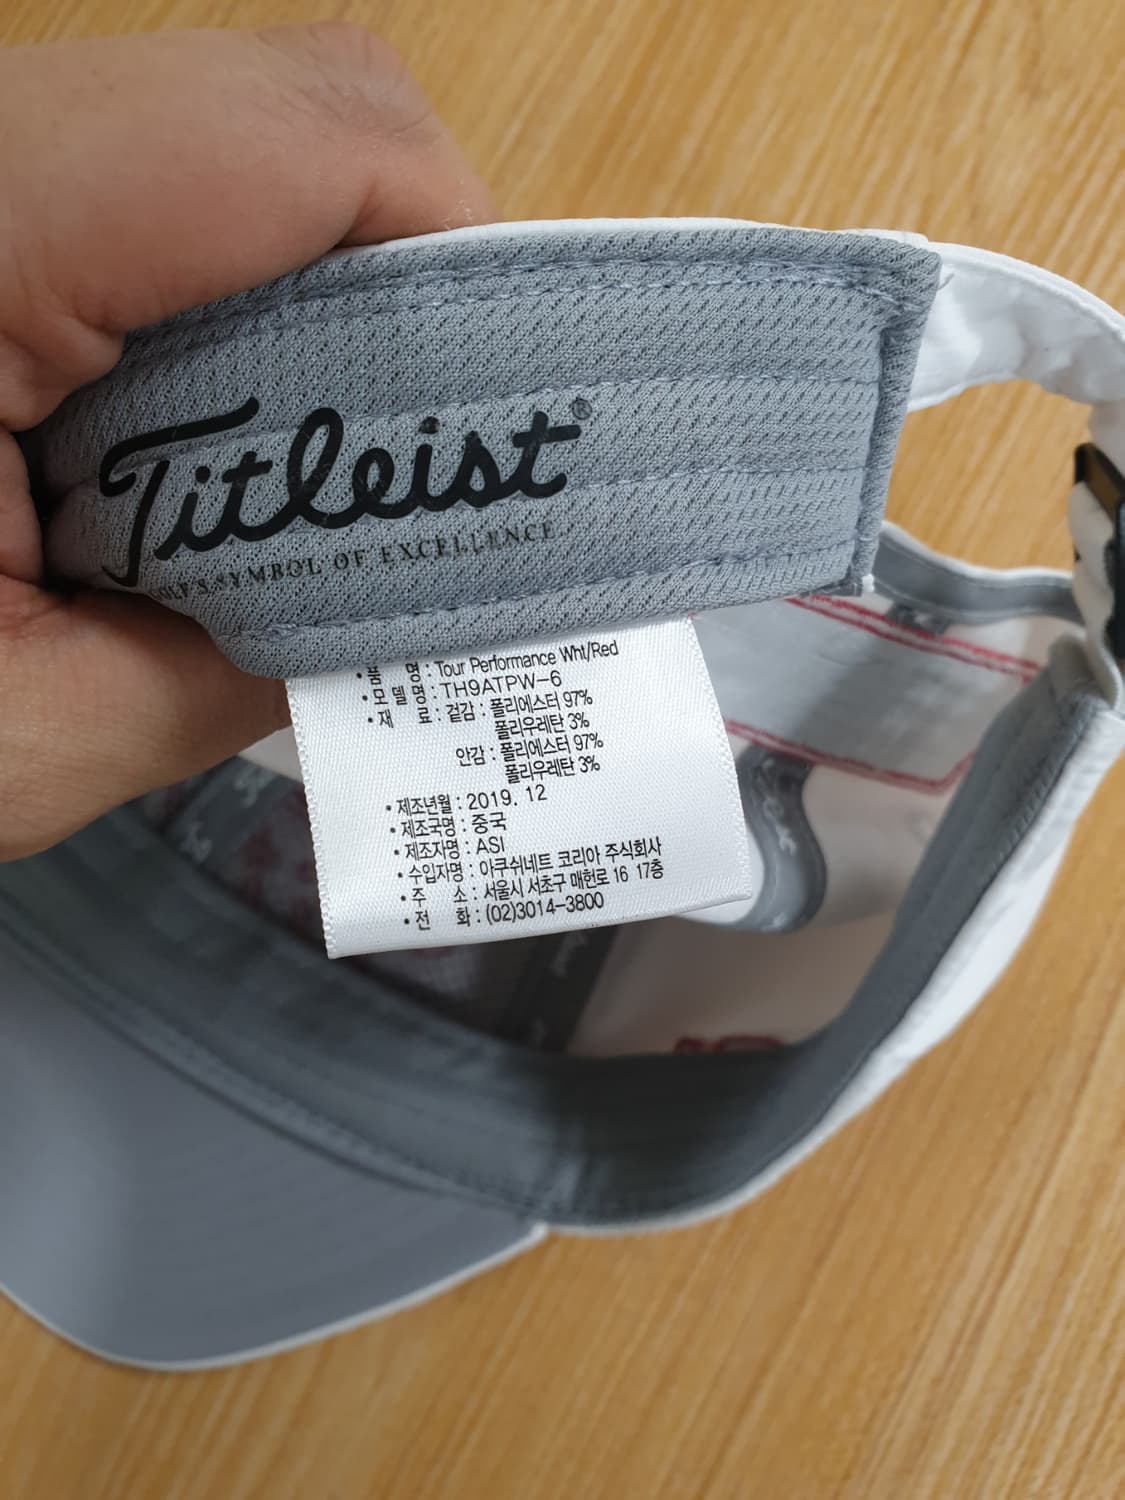 Titleist®
GOLF'S SYMBOL OF EXCELLENCE
• 품 명 : Tour Performance Wht/Red
• 모 델 명 : TH9ATPW-6
• 재 료 : 겉감 : 폴리에스터 97%
폴리우레탄 3%
안감 : 폴리에스터 97%
폴리우레탄 3%
• 제조년월 : 2019. 12
• 제조국명 : 중국
• 제조자명 : ASI
• 수입자명 : 아쿠쉬네트 코리아 주식회사
• 주 소 : 서울시 서초구 매헌로 16 17층
• 전 화 : (02)3014-3800